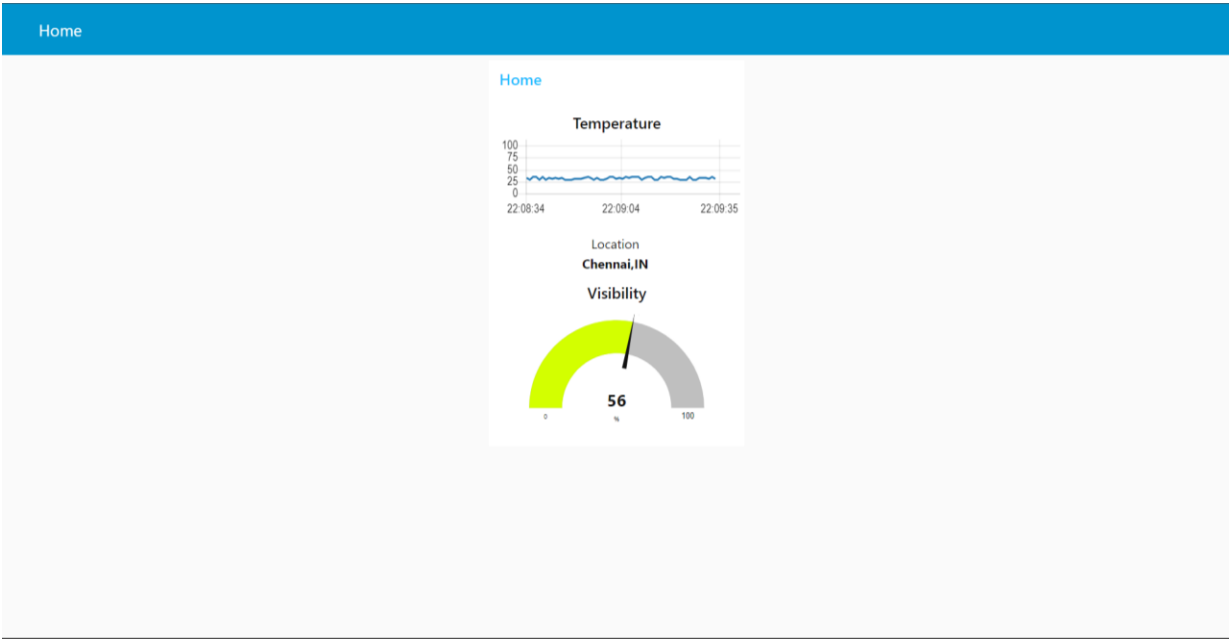 Home
Home
Temperature
100
75
50
25
0
22:08:34 22:09:04 22:09:35
Location
Chennai,IN
Visibility
56
0 % 100